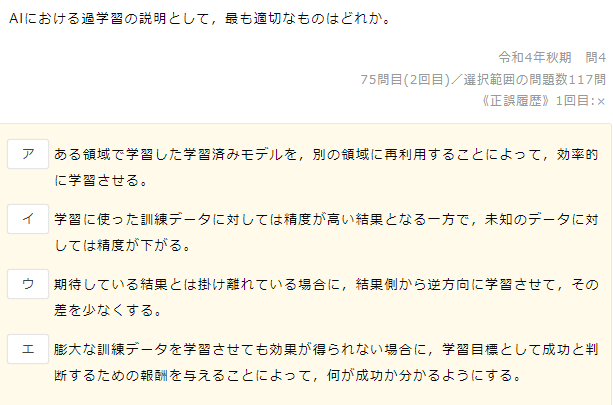 AIにおける過学習の説明として，最も適切なものはどれか。
令和4年秋期　問4
75問目(2回目)／選択範囲の問題数117問
《正誤履歴》1回目:×
ア ある領域で学習した学習済みモデルを，別の領域に再利用することによって，効率的
に学習させる。
イ 学習に使った訓練データに対しては精度が高い結果となる一方で，未知のデータに対
しては精度が下がる。
ウ 期待している結果とは掛け離れている場合に，結果側から逆方向に学習させて，その
差を少なくする。
エ 膨大な訓練データを学習させても効果が得られない場合に，学習目標として成功と判
断するための報酬を与えることによって，何が成功か分かるようにする。